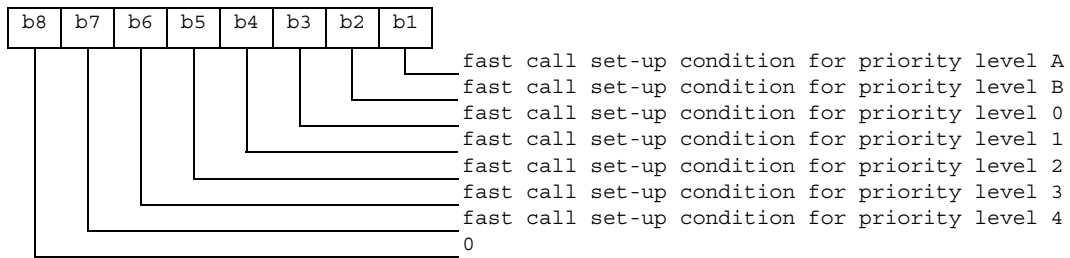 b8 b7 b6 b5 b4 b3 b2 b1
fast call set-up condition for priority level A
fast call set-up condition for priority level B
fast call set-up condition for priority level 0
fast call set-up condition for priority level 1
fast call set-up condition for priority level 2
fast call set-up condition for priority level 3
fast call set-up condition for priority level 4
0